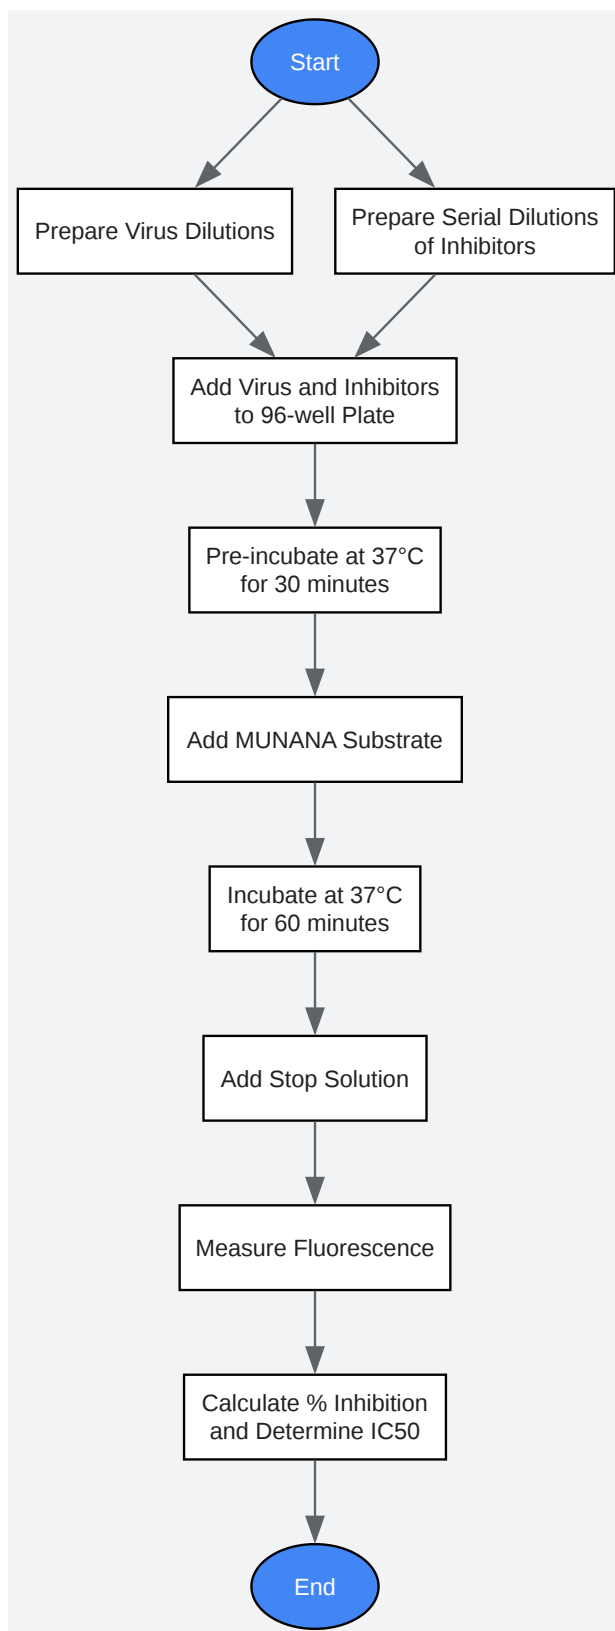 Start
Prepare Virus Dilutions
Prepare Serial Dilutions
of Inhibitors
Add Virus and Inhibitors
to 96-well Plate
Pre-incubate at 37°C
for 30 minutes
Add MUNANA Substrate
Incubate at 37°C
for 60 minutes
Add Stop Solution
Measure Fluorescence
Calculate % Inhibition
and Determine IC50
End